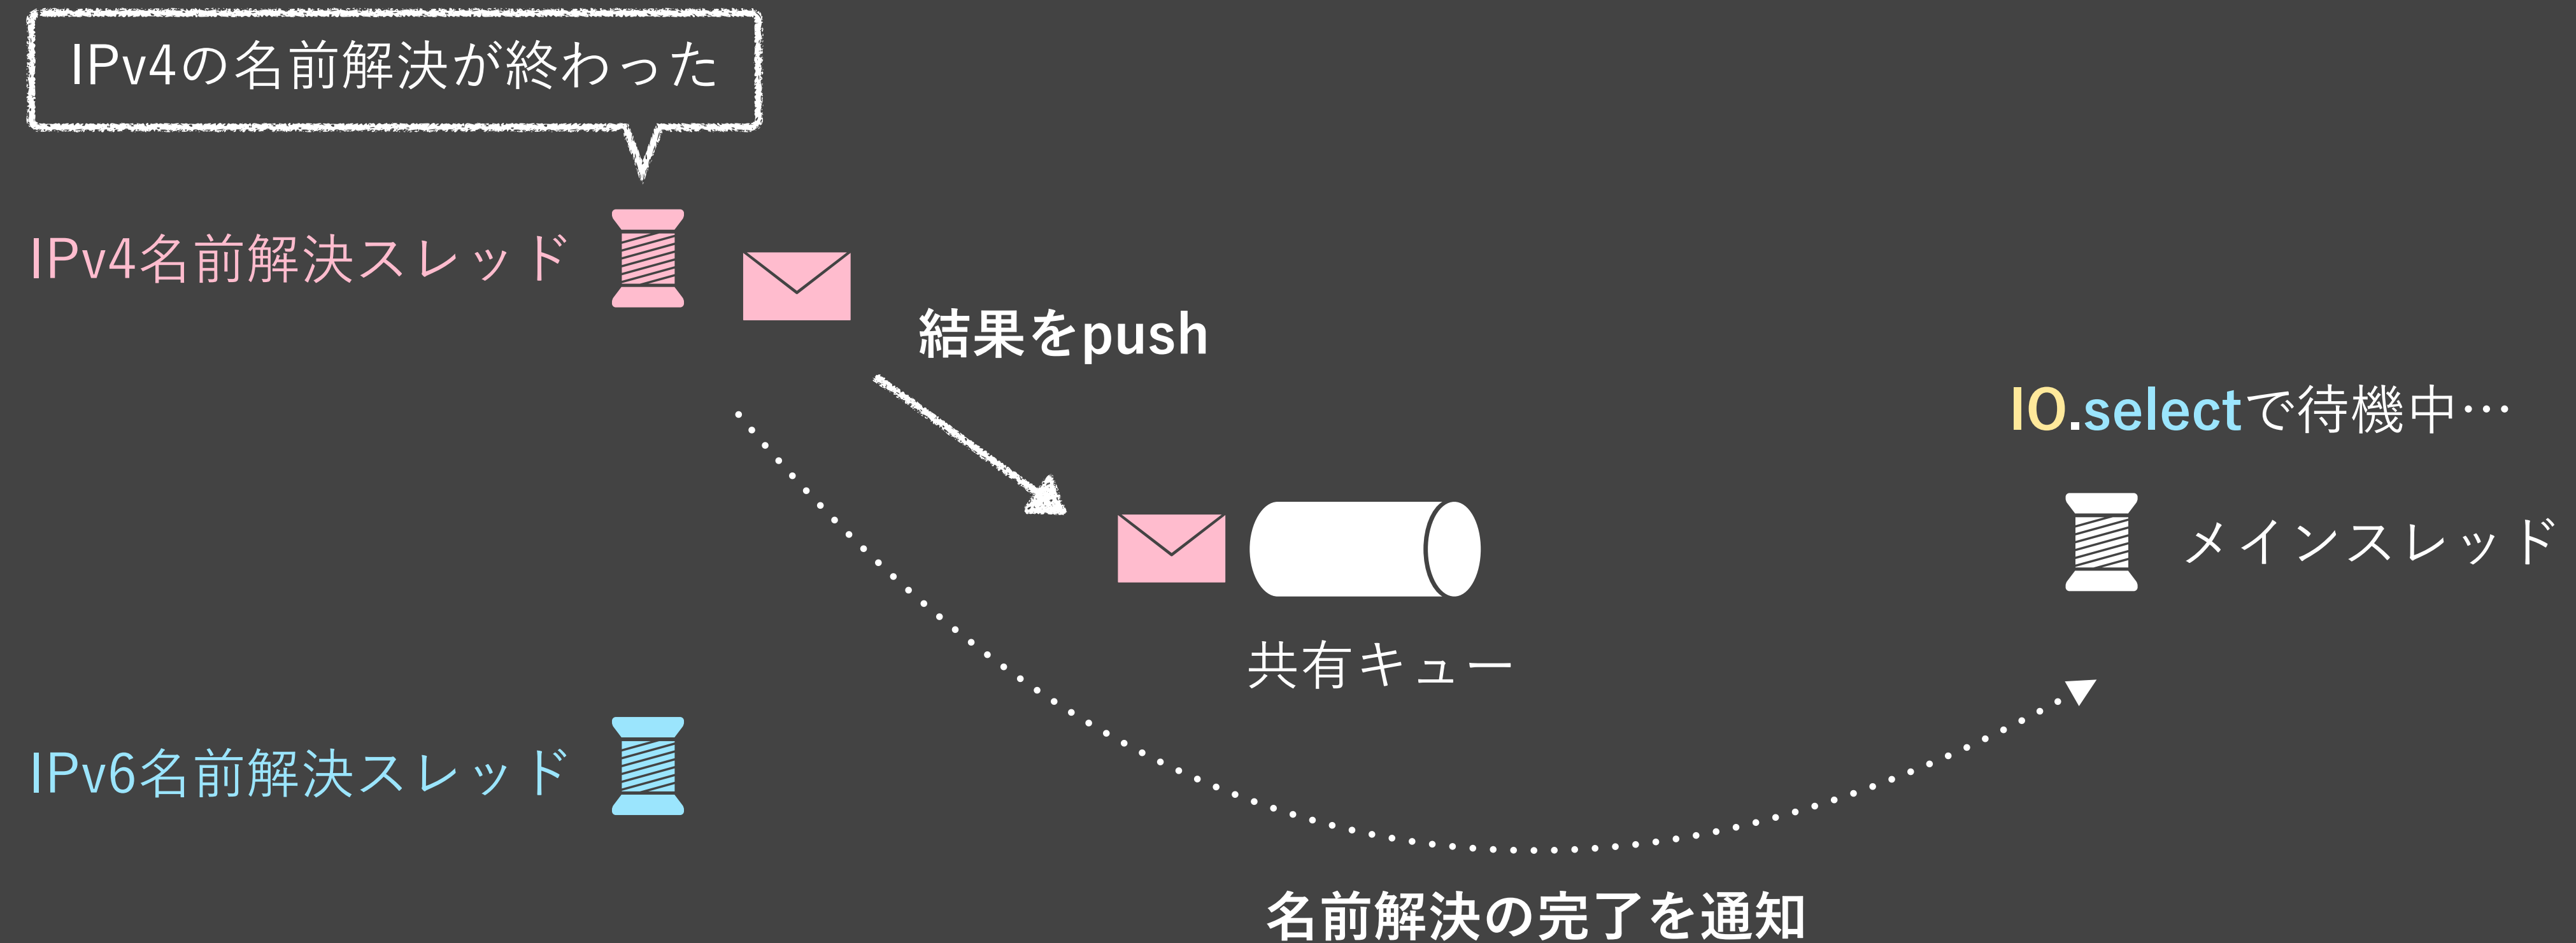 IPv4の名前解決が終わった
IPv4名前解決スレッド
結果をpush
IO.selectで待機中…
メインスレッド
共有キュー
IPv6名前解決スレッド
名前解決の完了を通知